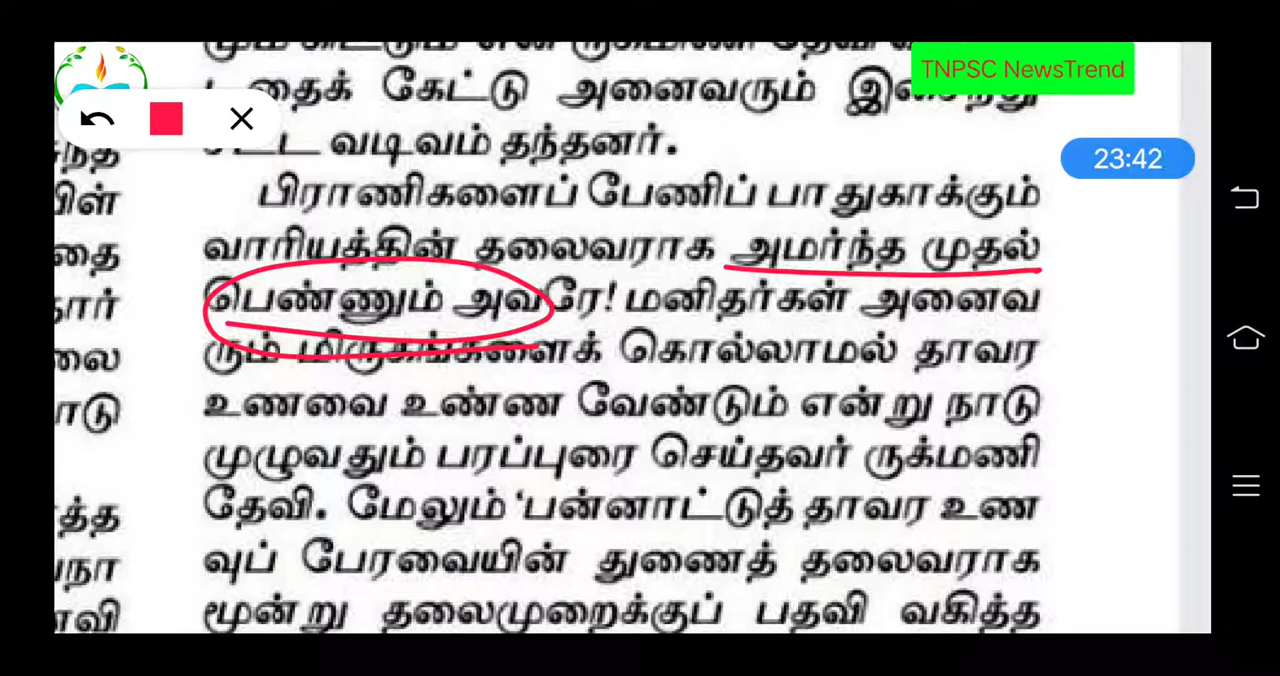 TNPSC NewsTrend
கேட்டு அனைவரும்
வடிவம் தந்தனர்.
23:42
பிராணிகளைப் பேணிப் பாதுகாக்கும்
வாரியத்தின் தலைவராக அமர்ந்த முதல்
பெண்ணும் அவரே! மனிதர்கள் அனைவ
ரும் மிருகங்களைக் கொல்லாமல் தாவர
உணவை உண்ண வேண்டும் என்று நாடு
முழுவதும் பரப்புரை செய்தவர் ருக்மணி
தேவி. மேலும் 'பன்னாட்டுத் தாவர உண
வுப் பேரவையின் துணைத் தலைவராக
மூன்று தலைமுறைக்குப் பதவி வகித்த